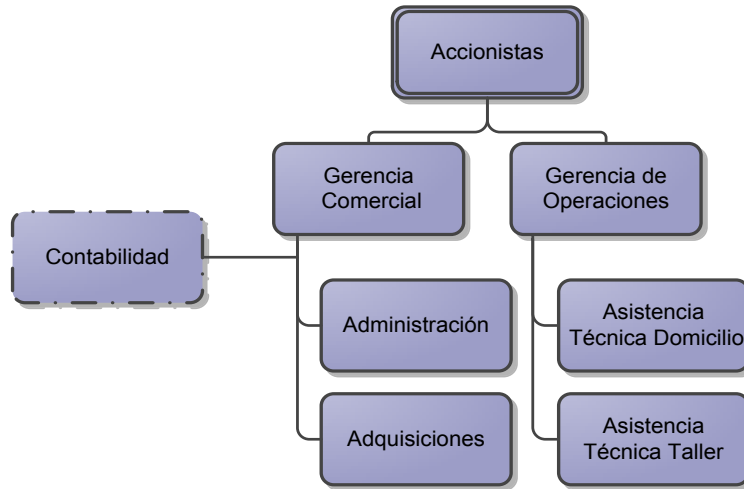 Accionistas
Gerencia
Comercial
Gerencia de
Operaciones
Contabilidad
Administración
Asistencia
Técnica Domicilio
Adquisiciones
Asistencia
Técnica Taller